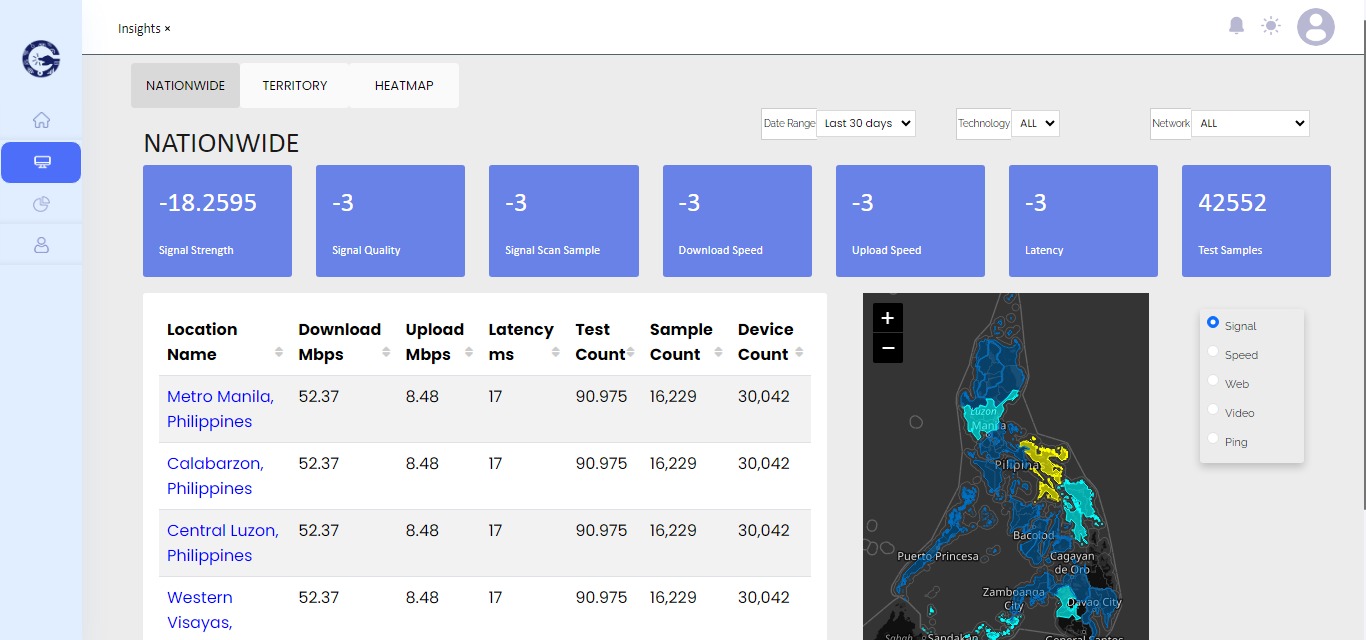 Insights ×
NATIONWIDE
TERRITORY
HEATMAP
Date Range Last 30 days
Technology ALL
Network ALL
NATIONWIDE
-18.2595
Signal Strength
-3
Signal Quality
-3
Signal Scan Sample
-3
Download Speed
-3
Upload Speed
-3
Latency
42552
Test Samples
Location Name
Download Mbps
Upload Mbps
Latency ms
Test Count
Sample Count
Device Count
Metro Manila, Philippines 52.37 8.48 17 90.975 16,229 30,042
Calabarzon, Philippines 52.37 8.48 17 90.975 16,229 30,042
Central Luzon, Philippines 52.37 8.48 17 90.975 16,229 30,042
Western Visayas, 52.37 8.48 17 90.975 16,229 30,042
+
−
Luzon
Manila
Pilipinas
Bacolod
Puerto Princesa
Cagayan
de Oro
Zamboanga
City
Davao City
General Santos
Sabah
Sandakan
Signal
Speed
Web
Video
Ping